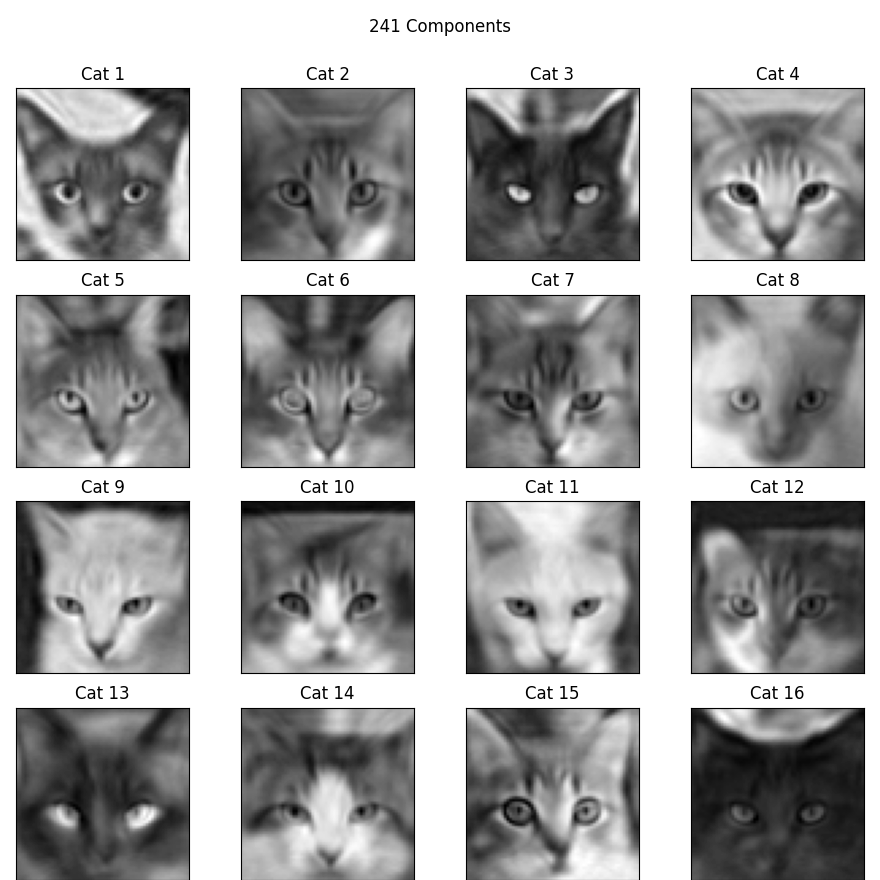 241 Components
Cat 1 Cat 2 Cat 3 Cat 4
Cat 5 Cat 6 Cat 7 Cat 8
Cat 9 Cat 10 Cat 11 Cat 12
Cat 13 Cat 14 Cat 15 Cat 16